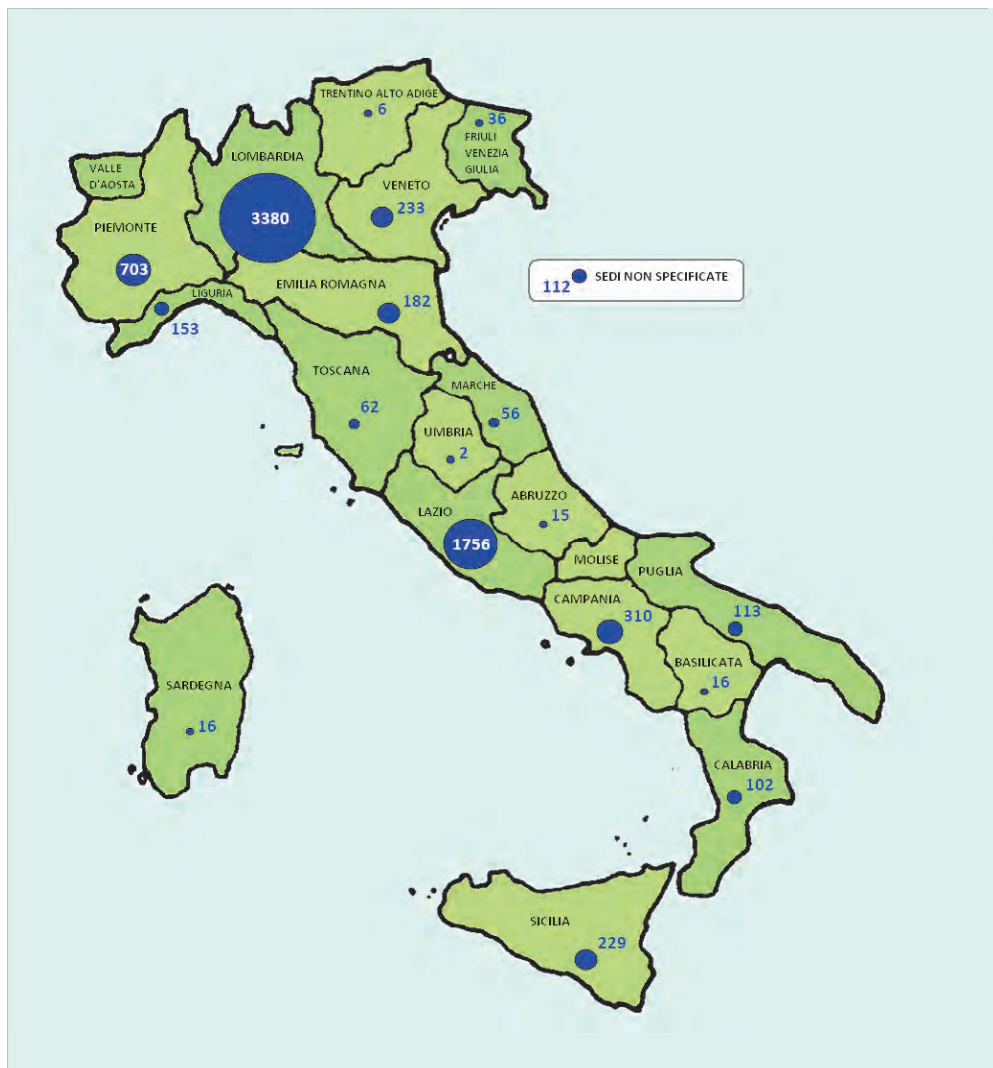 TRENTINO ALTO ADIGE
6
36
FRIULI
VENEZIA
GIULIA
LOMBARDIA
3380
VALLE
D'AOSTA
VENETO
233
PIEMONTE
703
EMILIA ROMAGNA
182
LIGURIA
153
112 SEDI NON SPECIFICATE
TOSCANA
62
MARCHE
56
UMBRIA
2
ABRUZZO
15
LAZIO
1756
MOLISE
PUGLIA
113
CAMPANIA
310
BASILICATA
16
SARDEGNA
16
CALABRIA
102
SICILIA
229